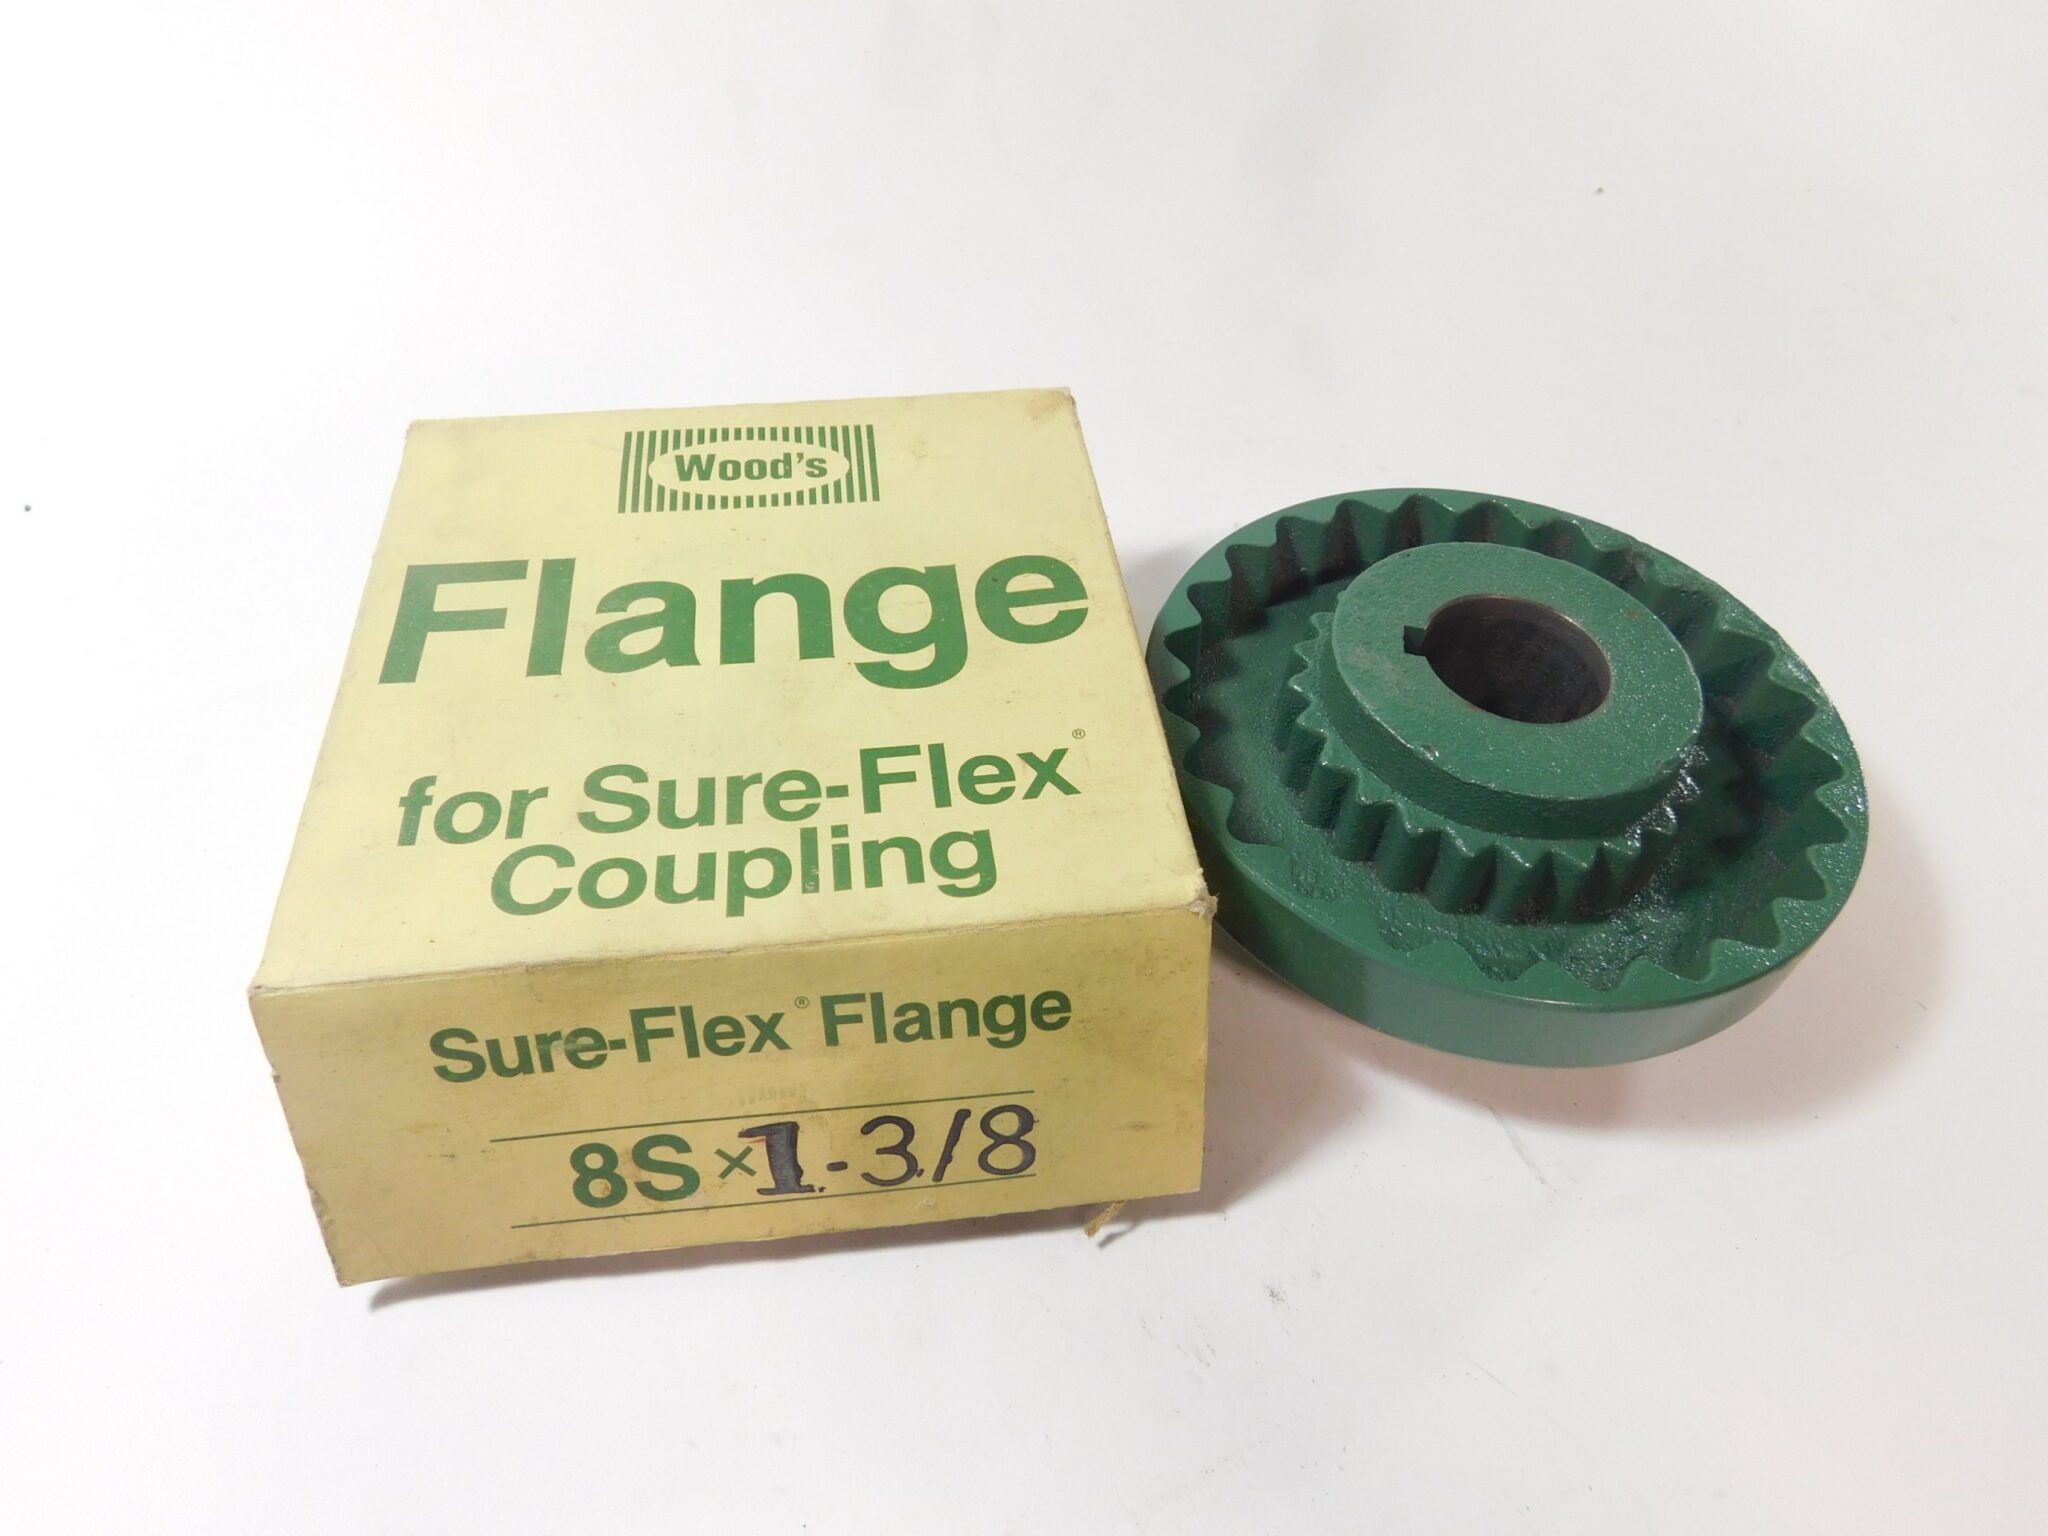 Wood's
Flange
for Sure-Flex®
Coupling
Sure-Flex® Flange
8S×1-3/8